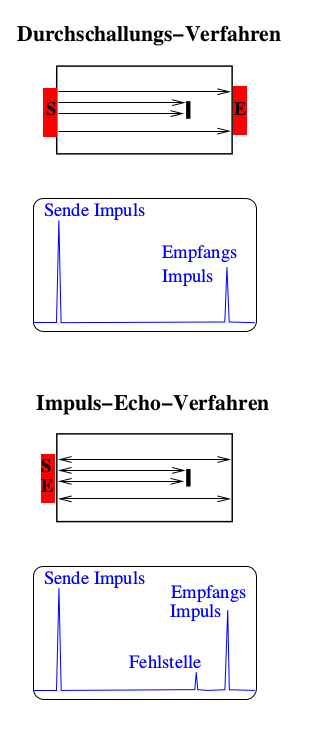 Durchschallungs-Verfahren
S
E
Sende Impuls
Empfangs
Impuls
Impuls-Echo-Verfahren
S
E
Sende Impuls
Empfangs
Impuls
Fehlstelle